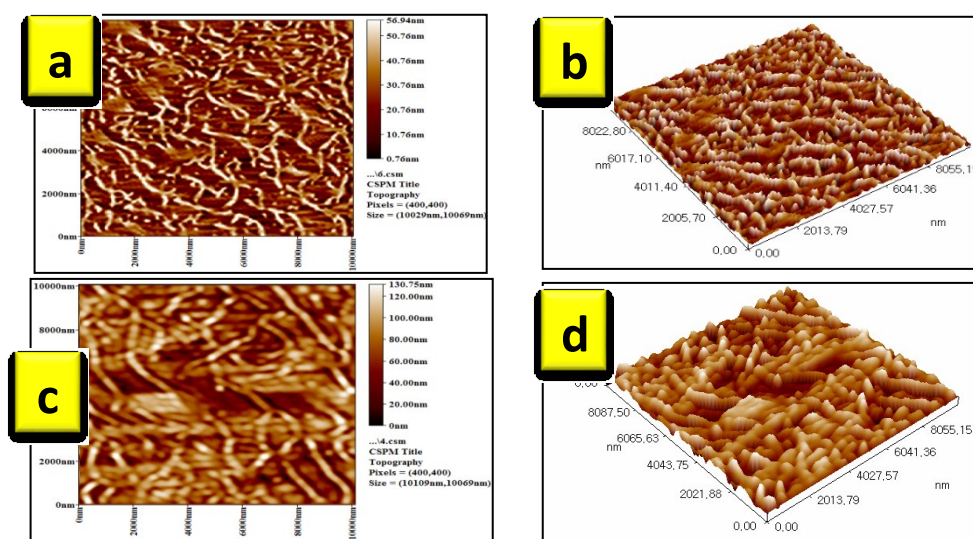 a
56.94nm
50.76nm
40.76nm
30.76nm
20.76nm
10.76nm
0.76nm
4000nm
2000nm
0nm
0nm
2000nm
4000nm
6000nm
8000nm
10000nm
...\6.csm
CSPM Title
Topography
Pixels = (400,400)
Size = (10029nm,10069nm)
b
8022,80
6017,10
nm
4011,40
2005,70
0,00
0,00
2013,79
4027,57
6041,36
nm
c
10000nm
8000nm
2000nm
0nm
0nm
2000nm
4000nm
6000nm
8000nm
10000nm
130.75nm
120.00nm
100.00nm
80.00nm
60.00nm
40.00nm
20.00nm
0nm
...\4.csm
CSPM Title
Topography
Pixels = (400,400)
Size = (10109nm,10069nm)
d
8087,50
6065,63
nm
4043,75
2021,88
0,00
0,00
2013,79
4027,57
6041,36
8055,15
nm